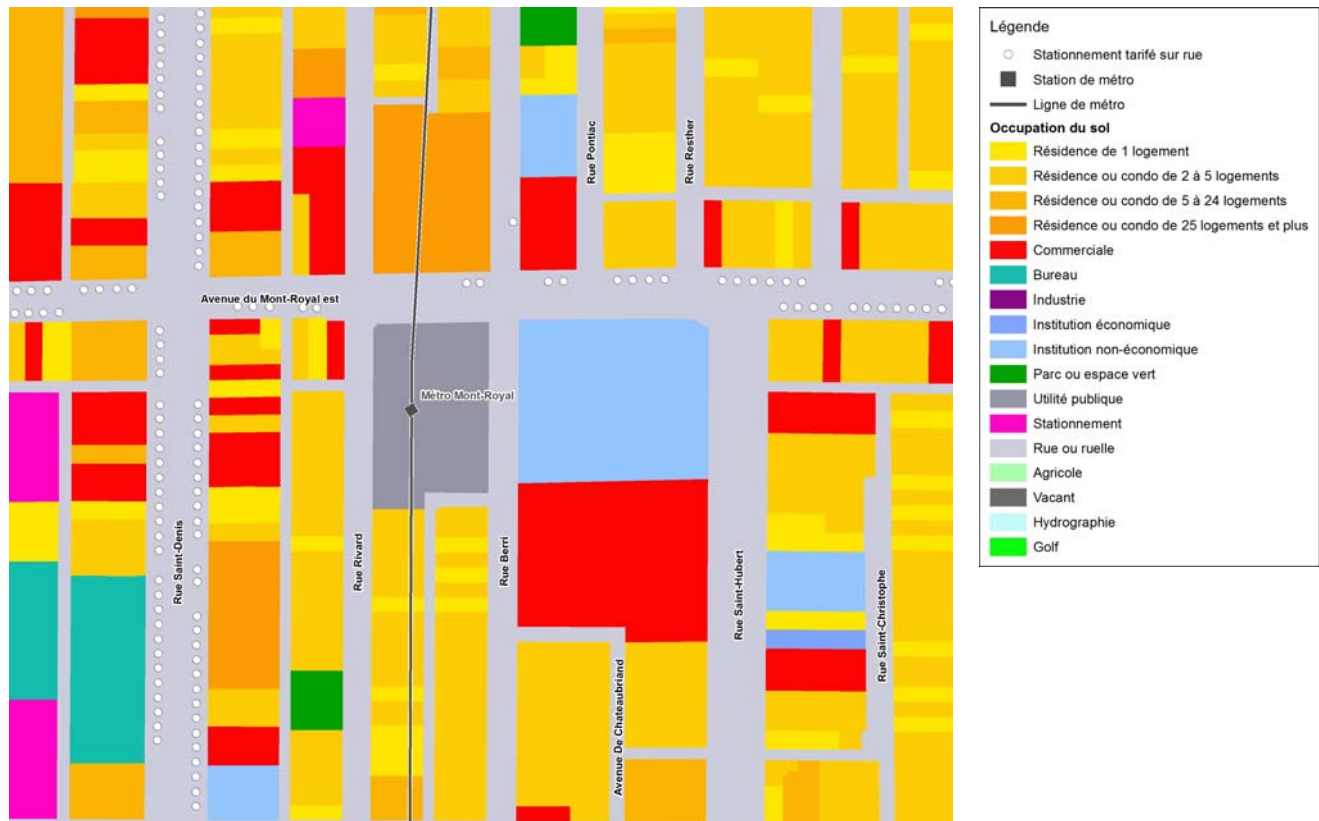 Rue Pontiac
Rue Resther
Avenue du Mont-Royal est
Métro Mont-Royal
Rue Saint-Denis
Rue Rivard
Rue Berri
Rue Saint-Hubert
Rue Saint-Christophe
Avenue De Chateaubriand
Légende
Stationnement tarifé sur rue
Station de métro
Ligne de métro
Occupation du sol
Résidence de 1 logement
Résidence ou condo de 2 à 5 logements
Résidence ou condo de 5 à 24 logements
Résidence ou condo de 25 logements et plus
Commerciale
Bureau
Industrie
Institution économique
Institution non-économique
Parc ou espace vert
Utilité publique
Stationnement
Rue ou ruelle
Agricole
Vacant
Hydrographie
Golf